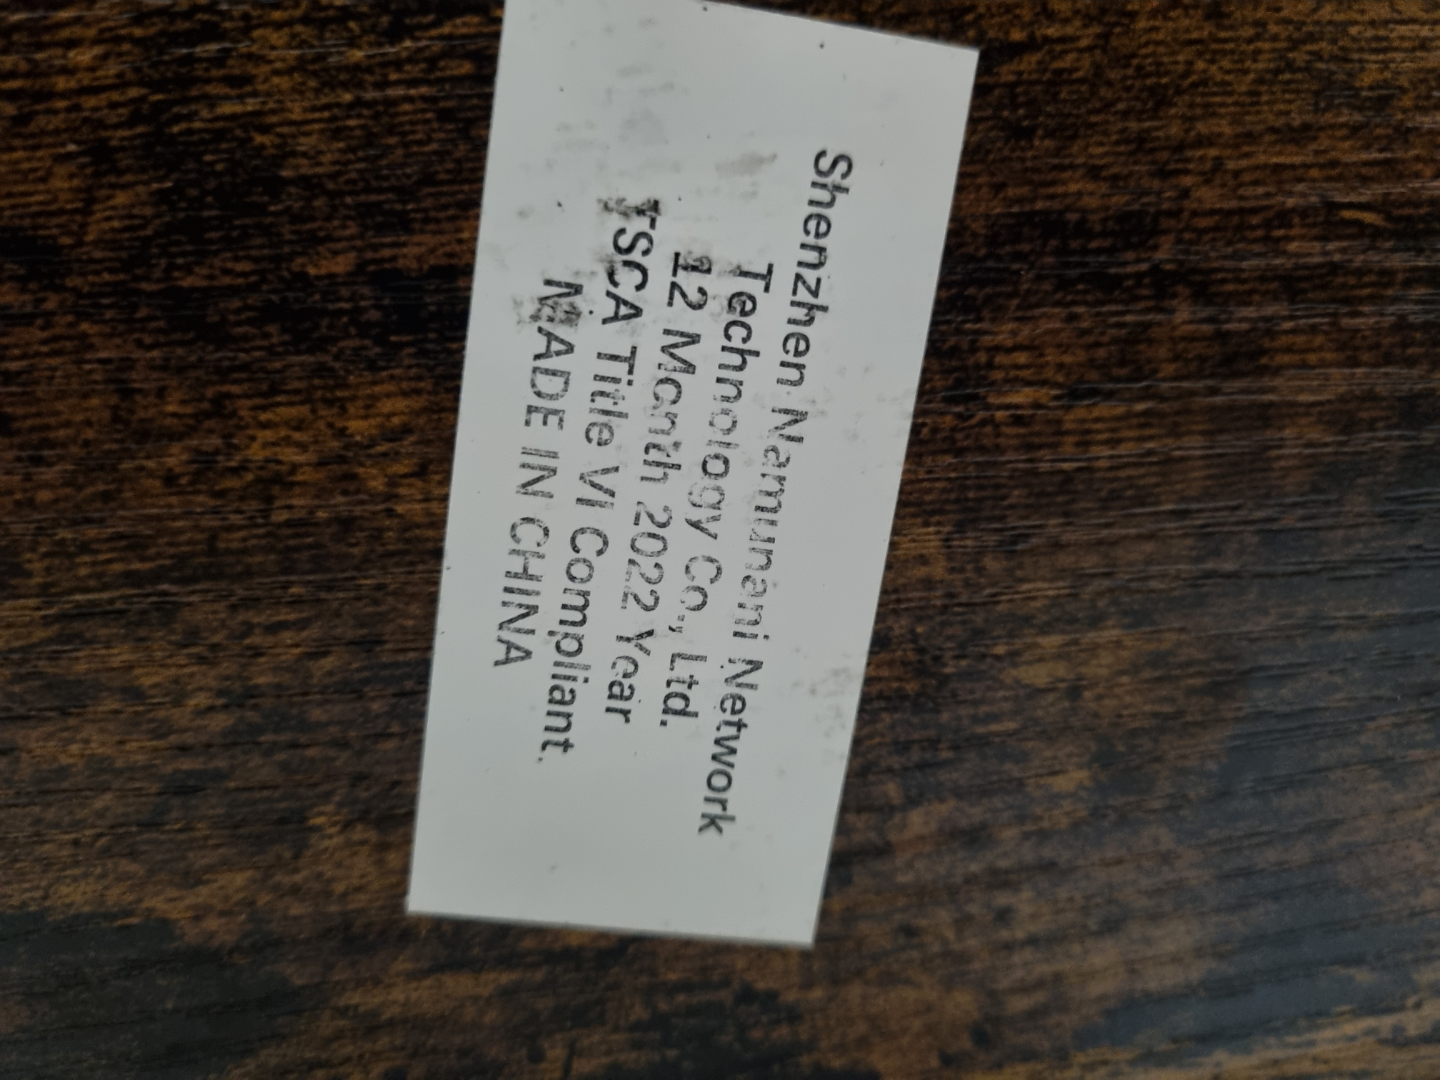 Shenzhen Namunani Network
Technology Co., Ltd.
12 Month 2022 Year
TSCA Title VI Compliant.
MADE IN CHINA